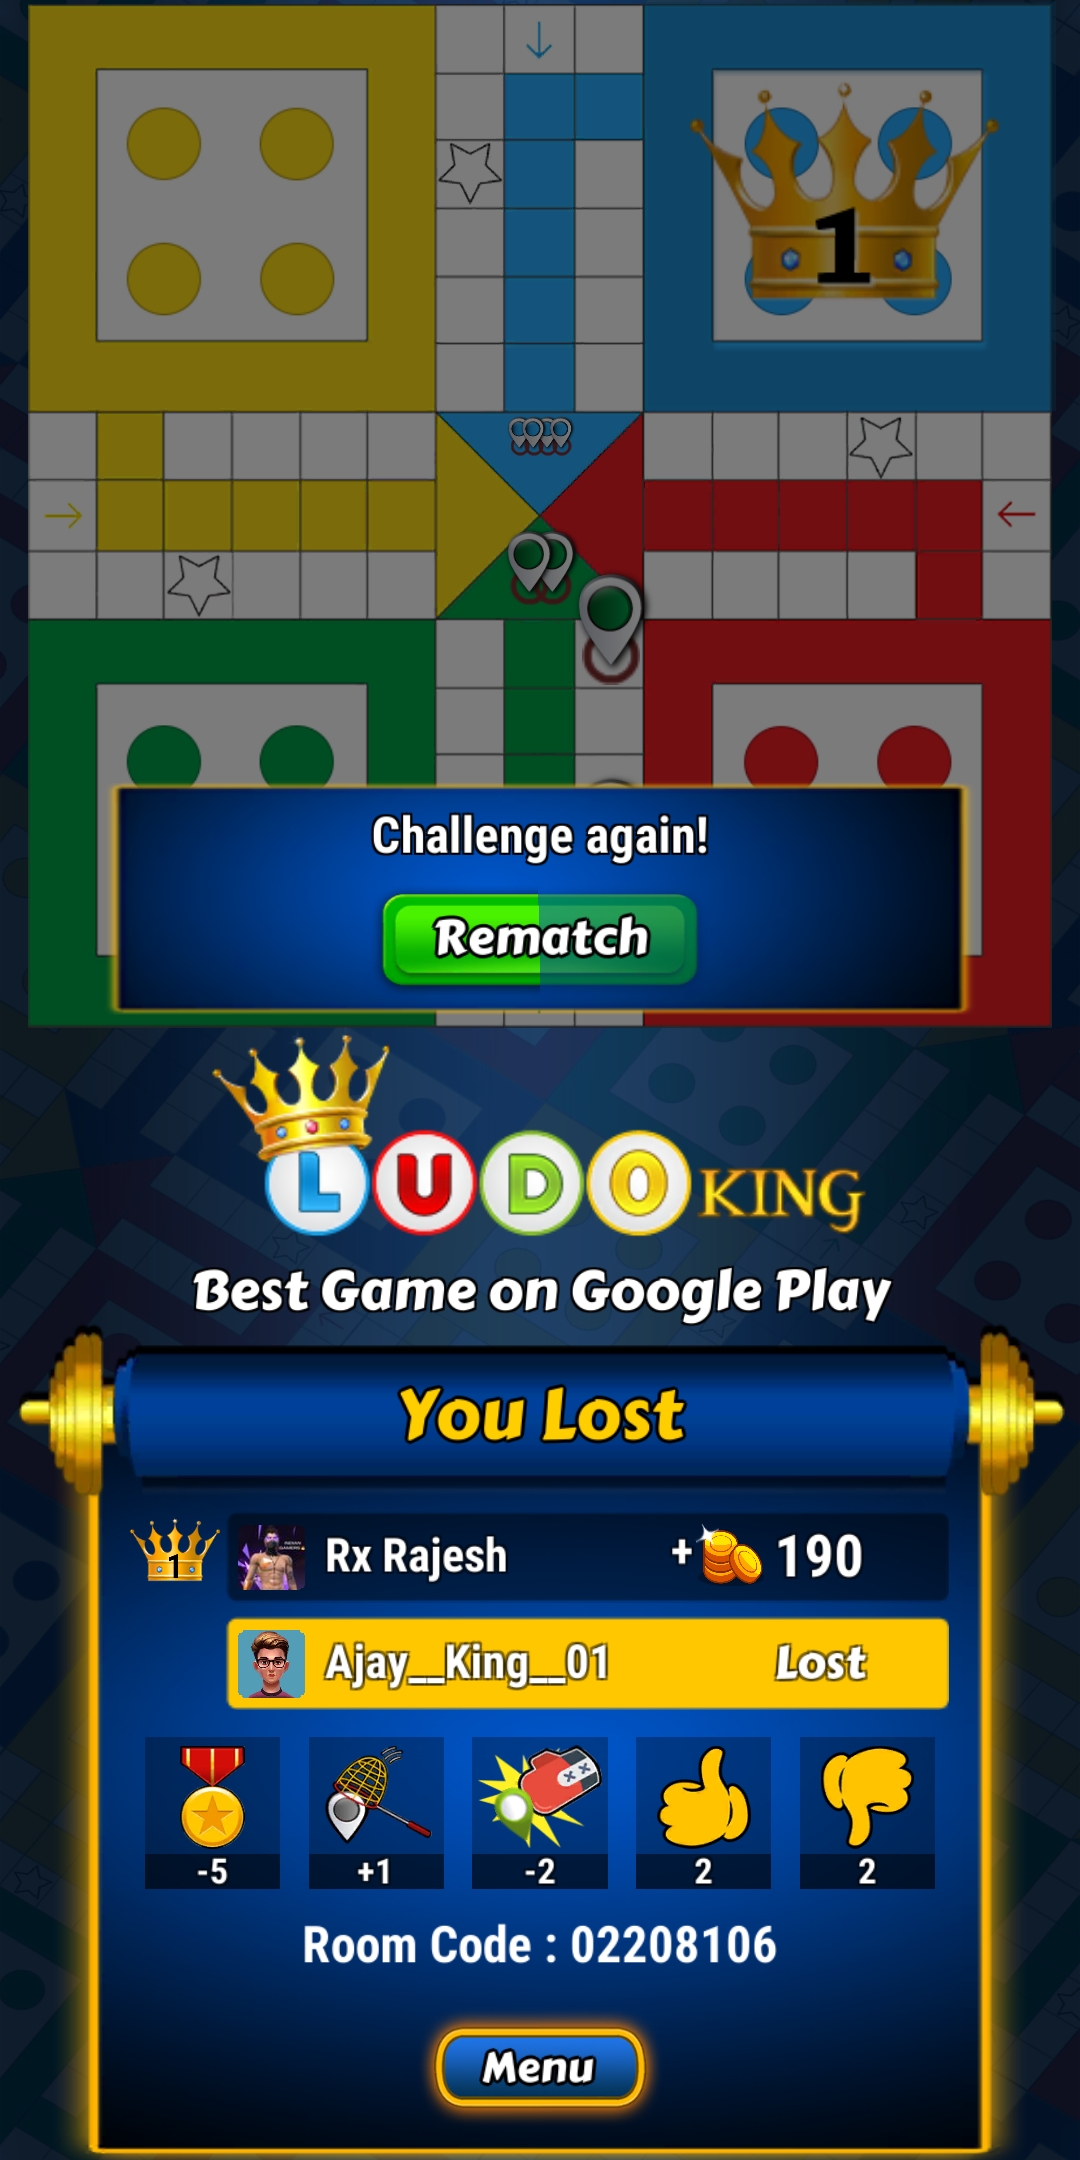 1
Challenge again!
Rematch
LUDO KING
Best Game on Google Play
You Lost
1 Rx Rajesh + 190
Ajay__King__01 Lost
-5 +1 -2 2 2
Room Code : 02208106
Menu